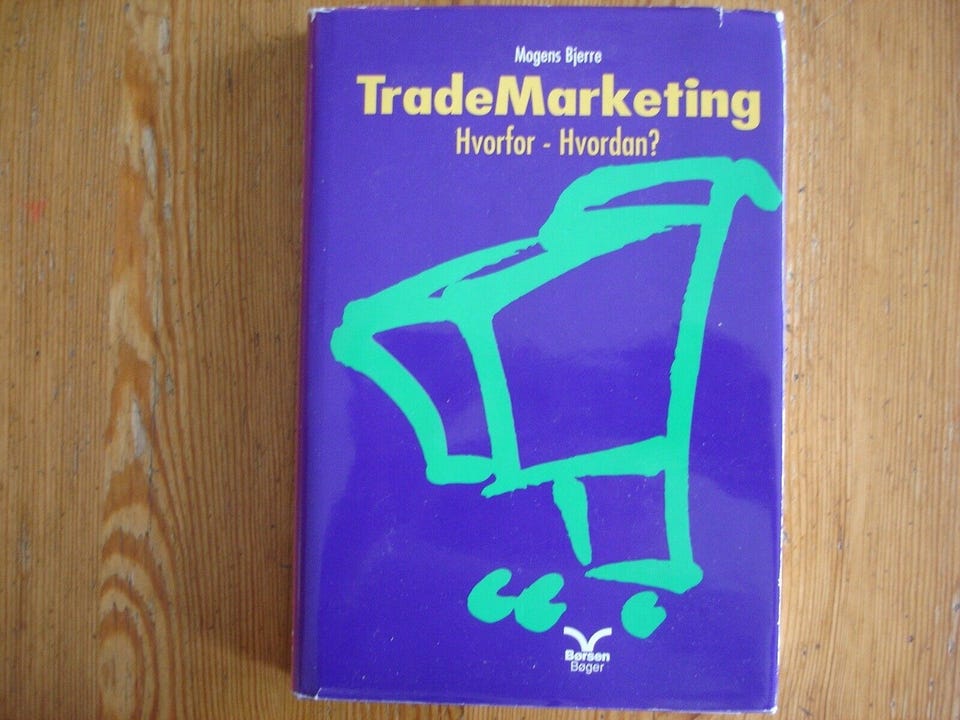 Mogens Bjerre
TradeMarketing
Hvorfor - Hvordan?
Børsen
Bøger